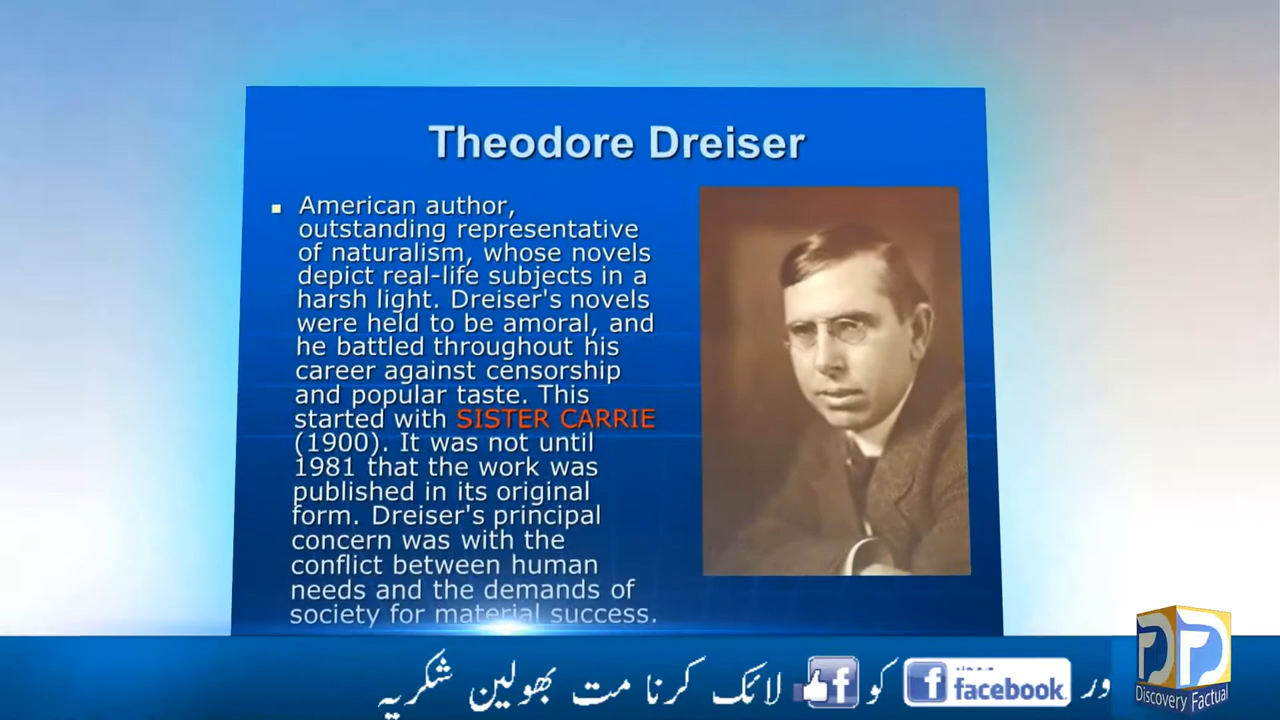 Theodore Dreiser
American author,
outstanding representative
of naturalism, whose novels
depict real-life subjects in a
harsh light. Dreiser's novels
were held to be amoral, and
he battled throughout his
career against censorship
and popular taste. This
started with SISTER CARRIE
(1900). It was not until
1981 that the work was
published in its original
form. Dreiser's principal
concern was with the
conflict between human
needs and the demands of
society for material success.
ور facebook کو لائک کرنا مت بھولین شکریہ
Discovery Factual